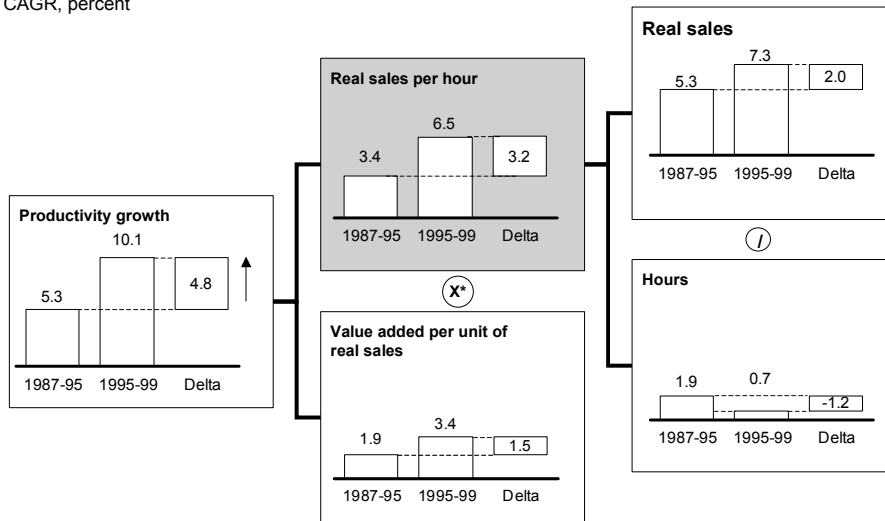 CAGR, percent
Productivity growth
10.1
5.3
4.8
1987-95 1995-99 Delta
Real sales per hour
6.5
3.4
3.2
1987-95 1995-99 Delta
X*
Value added per unit of
real sales
3.4
1.9
1.5
1987-95 1995-99 Delta
Real sales
7.3
5.3
2.0
1987-95 1995-99 Delta
/
Hours
1.9 0.7
-1.2
1987-95 1995-99 Delta